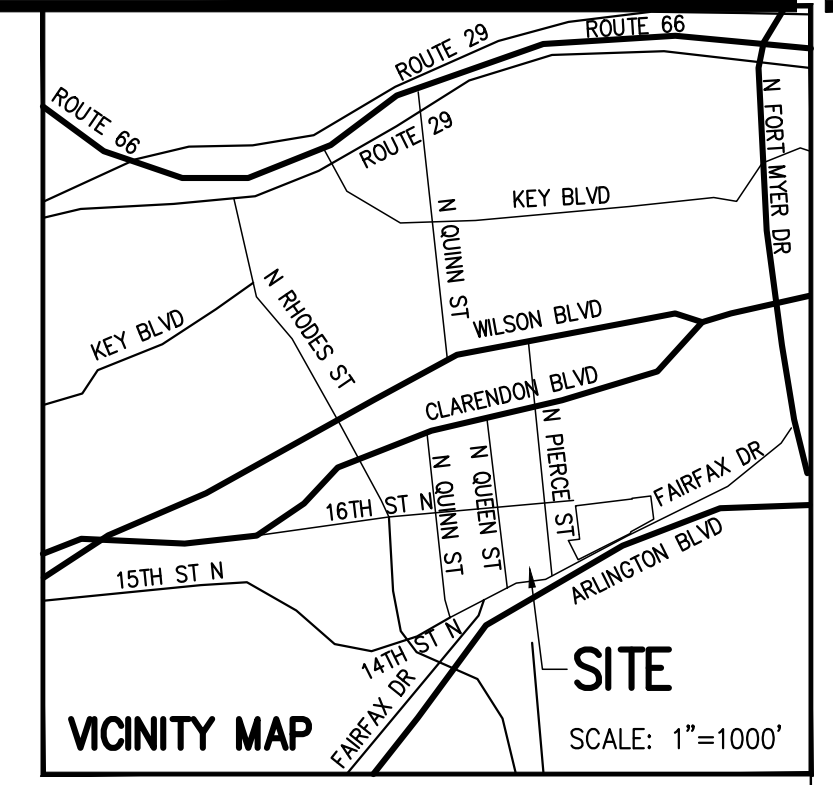 ROUTE 29
ROUTE 66
ROUTE 66
ROUTE 29
N FORT MYER DR
KEY BLVD
N QUINN ST
N RHODES ST
KEY BLVD
WILSON BLVD
CLARENDON BLVD
N PIERCE ST
N QUEEN ST
N QUINN ST
16TH ST N
FAIRFAX DR
ARLINGTON BLVD
15TH ST N
14TH ST N
FAIRFAX DR
SITE
VICINITY MAP
SCALE: 1"=1000'